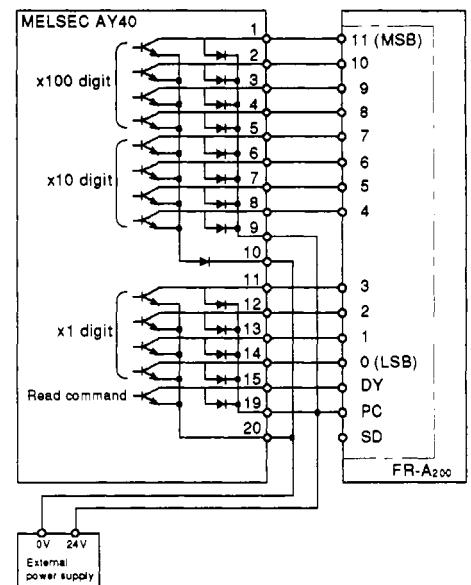 MELSEC AY40
1
11 (MSB)
2
10
x100 digit
3
9
4
8
5
7
6
6
x10 digit
7
5
8
4
9
10
11
3
12
2
x1 digit
13
1
14
0 (LSB)
15
DY
Read command
19
PC
20
SD
FR-A200
0V 24V
External
power supply